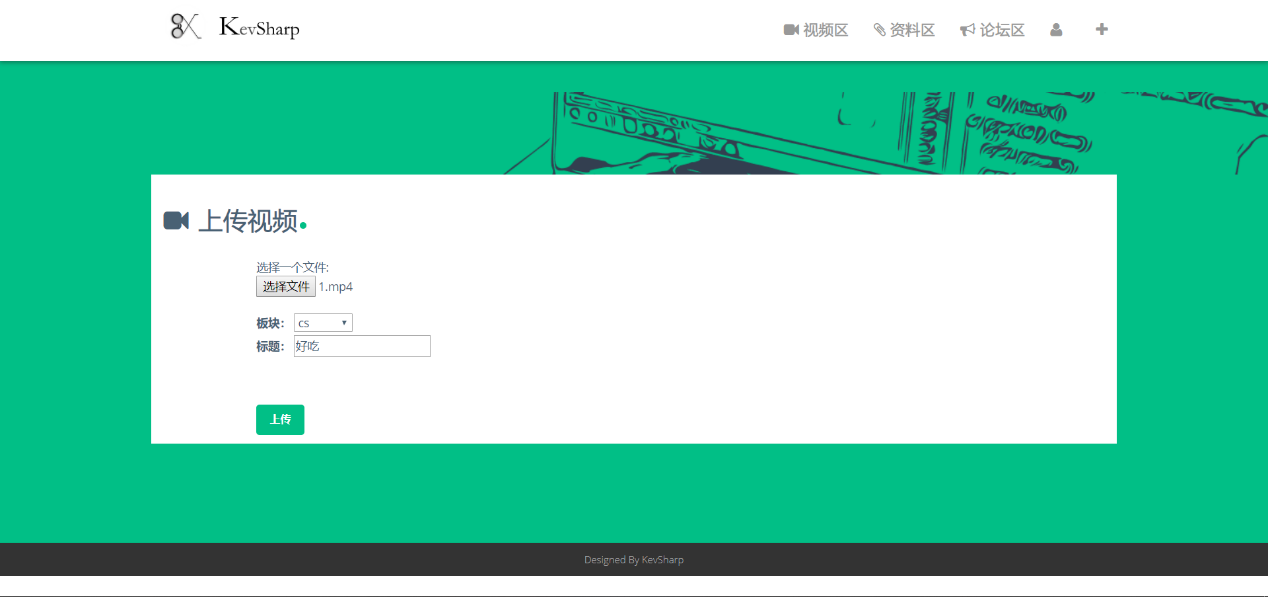 KevSharp
视频区 资料区 论坛区
上传视频.
选择一个文件:
选择文件 1.mp4
板块: cs
标题: 好吃
上传
Designed By KevSharp